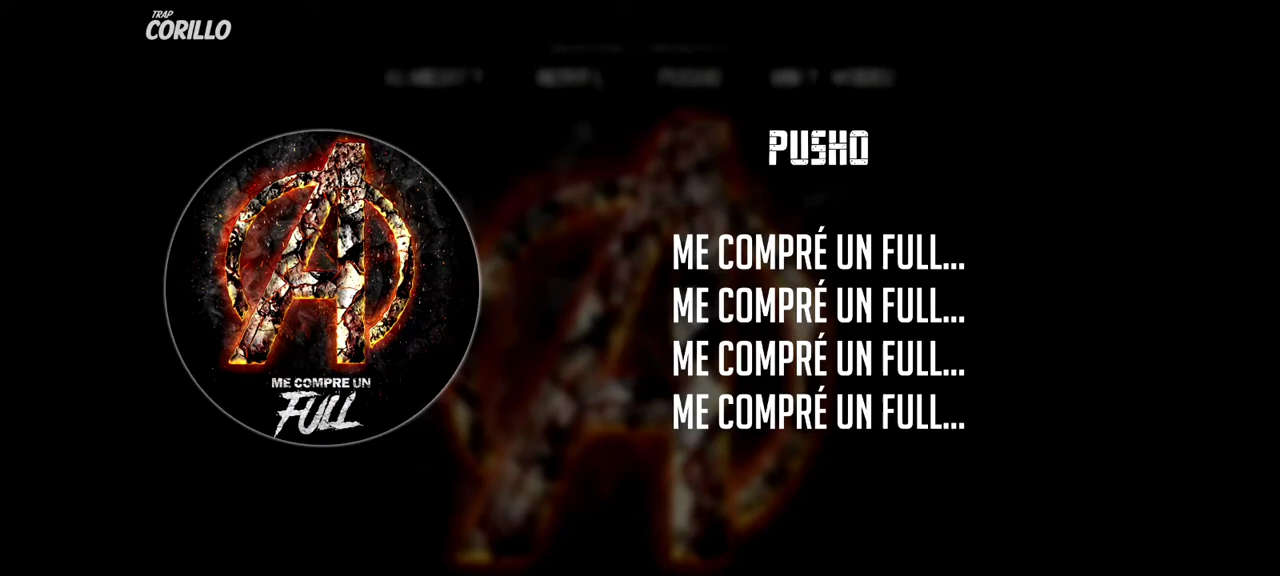 TRAP
CORILLO
PUSHO
ME COMPRÉ UN FULL...
ME COMPRÉ UN FULL...
ME COMPRÉ UN FULL...
ME COMPRÉ UN FULL...
ME COMPRE UN
FULL